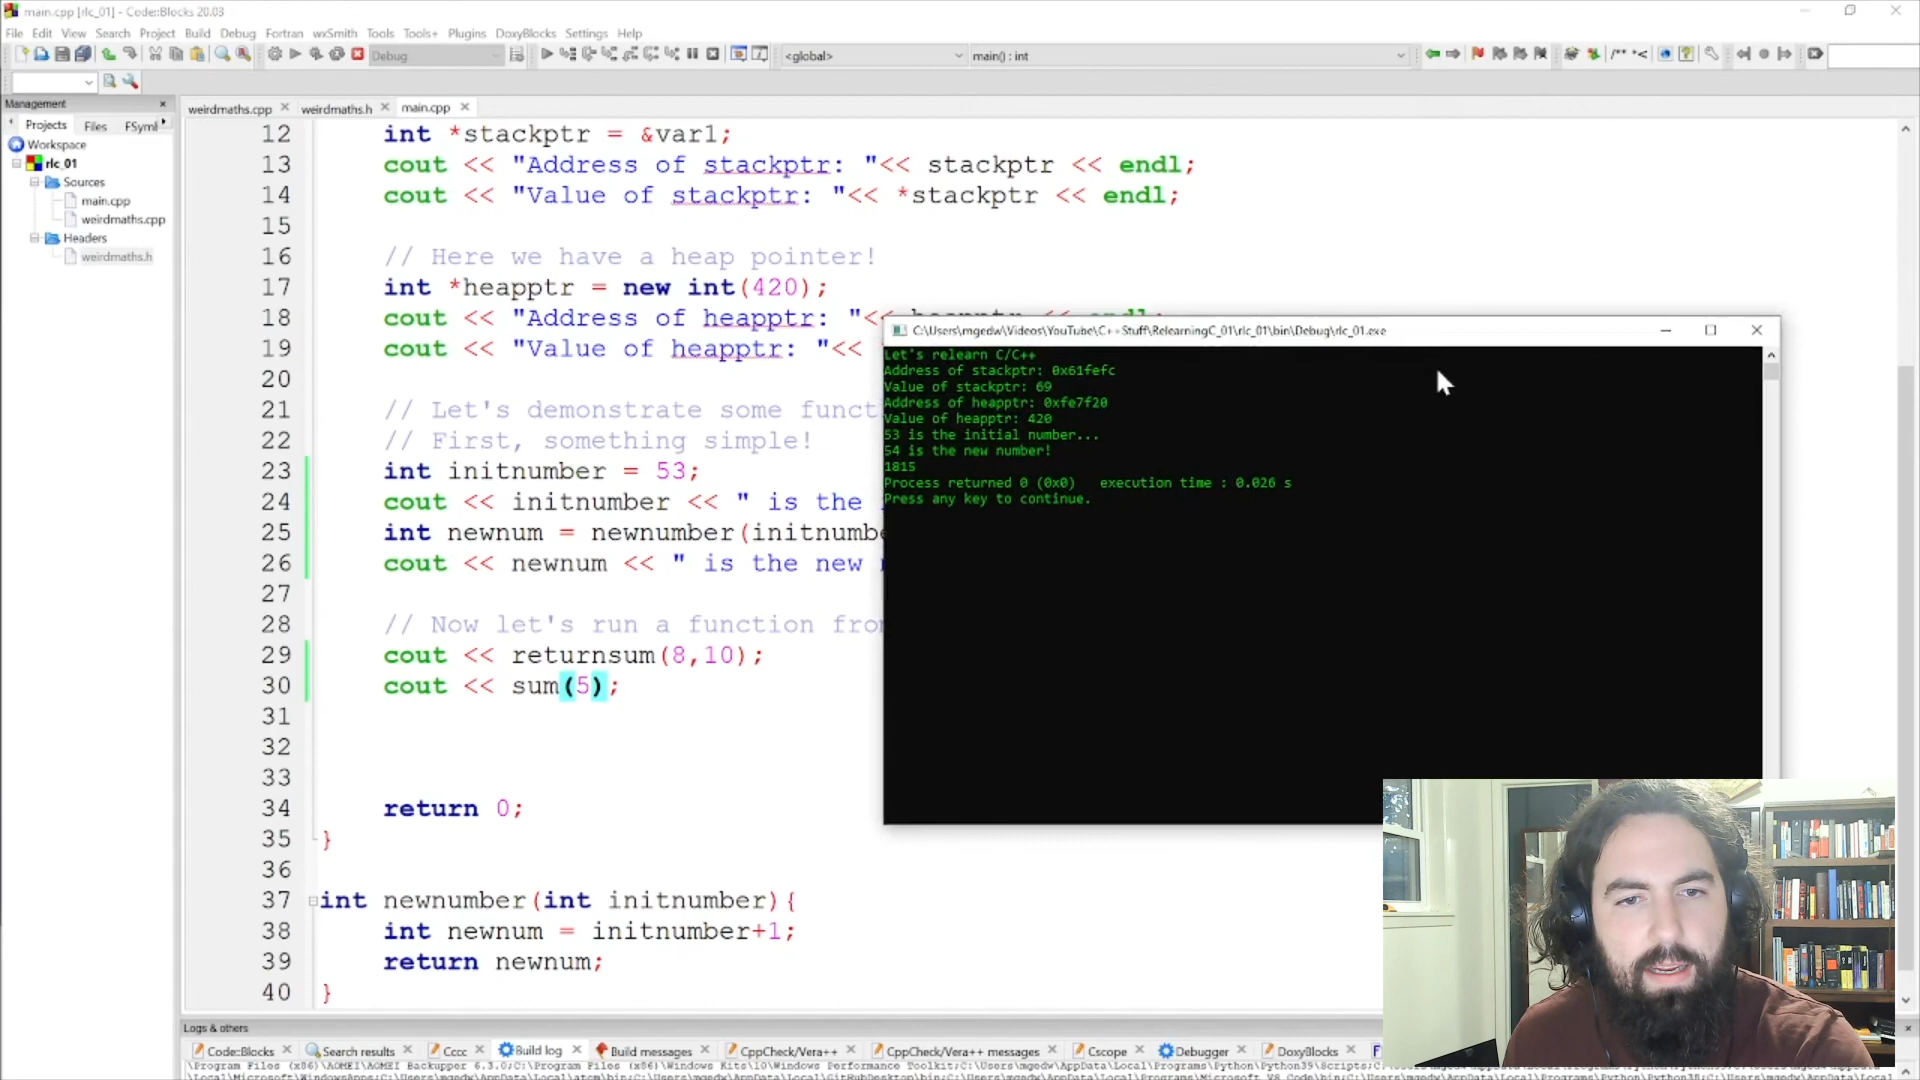 main.cpp [rlc_01] - Code::Blocks 20.03
File Edit View Search Project Build Debug Fortran wxSmith Tools Tools+ Plugins DoxyBlocks Settings Help
Debug <global> main() : int
Management
Projects Files FSymb
Workspace
rlc_01
Sources
main.cpp
weirdmaths.cpp
Headers
weirdmaths.h
weirdmaths.cpp weirdmaths.h main.cpp
12 int *stackptr = &var1;
13 cout << "Address of stackptr: "<< stackptr << endl;
14 cout << "Value of stackptr: "<< *stackptr << endl;
15
16 // Here we have a heap pointer!
17 int *heapptr = new int(420);
18 cout << "Address of heapptr: "<< heapptr << endl;
19 cout << "Value of heapptr: "<<
20
21 // Let's demonstrate some funct
22 // First, something simple!
23 int initnumber = 53;
24 cout << initnumber << " is the
25 int newnum = newnumber(initnumbe
26 cout << newnum << " is the new
27
28 // Now let's run a function from
29 cout << returnsum(8,10);
30 cout << sum(5);
31
32
33
34 return 0;
35 }
36
37 int newnumber(int initnumber){
38 int newnum = initnumber+1;
39 return newnum;
40 }
C:\Users\mgedw\Videos\YouTube\C++Stuff\RelearningC_01\rlc_01\bin\Debug\rlc_01.exe
Let's relearn C/C++
Address of stackptr: 0x61fefc
Value of stackptr: 69
Address of heapptr: 0xfe7f20
Value of heapptr: 420
53 is the initial number...
54 is the new number!
1815
Process returned 0 (0x0) execution time : 0.026 s
Press any key to continue.
Logs & others
Code::Blocks Search results Cccc Build log Build messages CppCheck/Vera++ CppCheck/Vera++ messages Cscope Debugger DoxyBlocks F